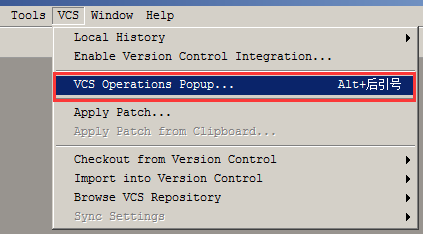 Tools VCS Window Help
Local History
Enable Version Control Integration...
VCS Operations Popup... Alt+后引号
Apply Patch...
Apply Patch from Clipboard...
Checkout from Version Control
Import into Version Control
Browse VCS Repository
Sync Settings